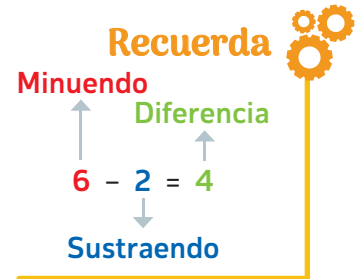 Recuerda
Minuendo
Diferencia
6 - 2 = 4
Sustraendo